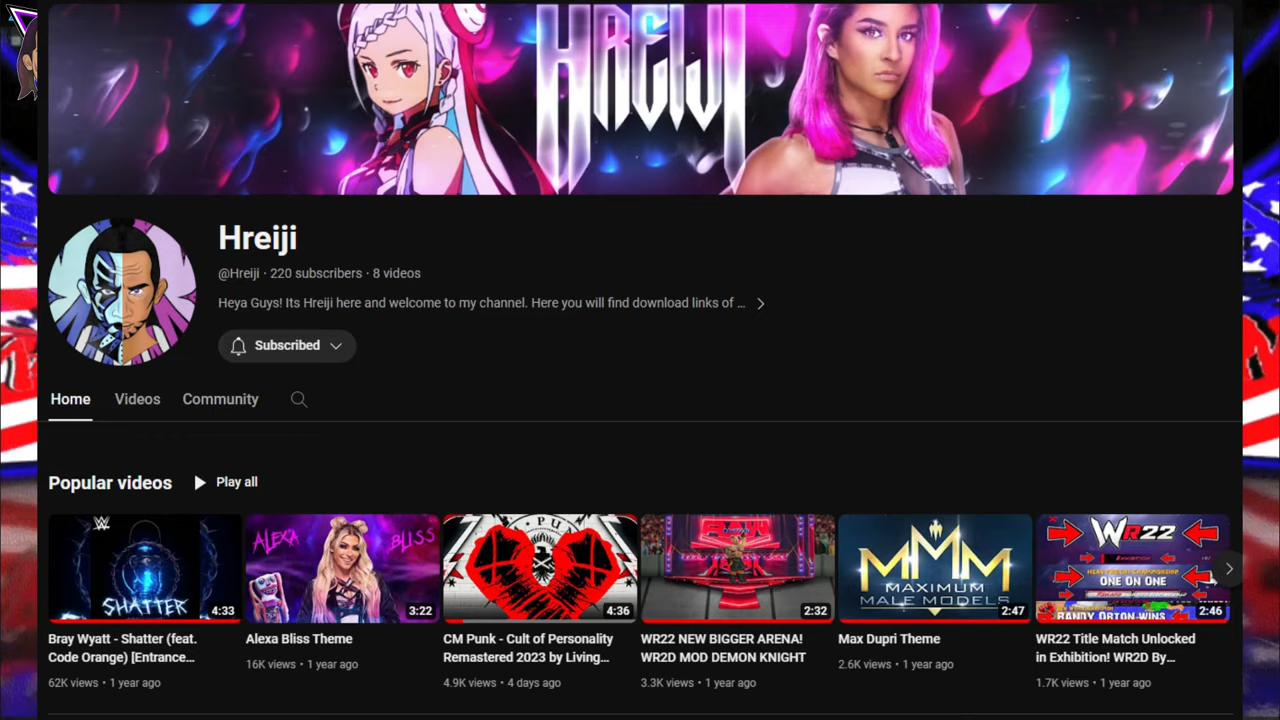 HREIJI
Hreiji
@Hreiji · 220 subscribers · 8 videos
Heya Guys! Its Hreiji here and welcome to my channel. Here you will find download links of ...
Subscribed
Home Videos Community
Popular videos Play all
SHATTER
4:33
ALEXA BLISS
3:22
PU
4:36
RAW
2:32
MMM
MAXIMUM
MALE MODELS
2:47
WR22
EXHIBITION
ONE ON ONE
RANDY ORTON WINS
2:46
Bray Wyatt - Shatter (feat.
Code Orange) [Entrance...
62K views • 1 year ago
Alexa Bliss Theme
16K views • 1 year ago
CM Punk - Cult of Personality
Remastered 2023 by Living...
4.9K views • 4 days ago
WR22 NEW BIGGER ARENA!
WR2D MOD DEMON KNIGHT
3.3K views • 1 year ago
Max Dupri Theme
2.6K views • 1 year ago
WR22 Title Match Unlocked
in Exhibition! WR2D By...
1.7K views • 1 year ago